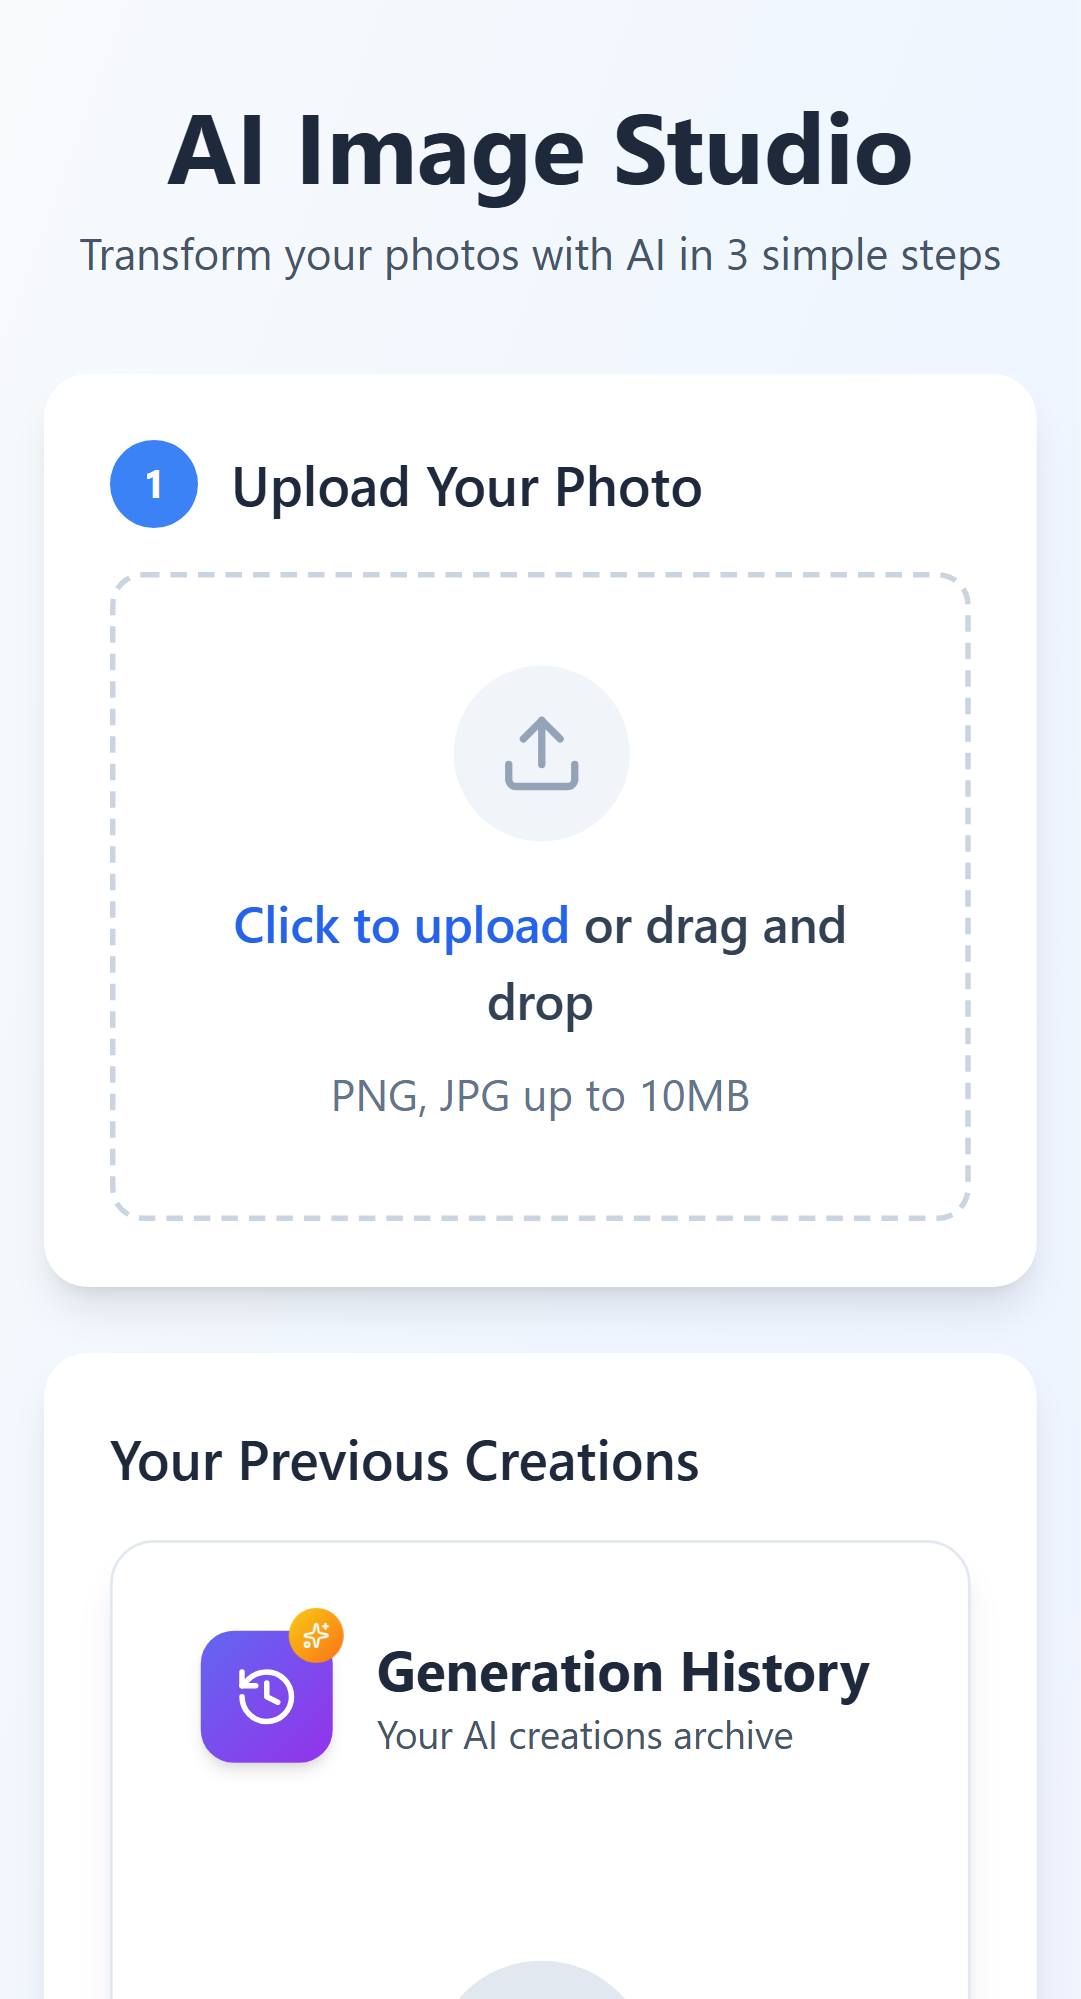 AI Image Studio
Transform your photos with AI in 3 simple steps
1
Upload Your Photo
Click to upload or drag and
drop
PNG, JPG up to 10MB
Your Previous Creations
Generation History
Your AI creations archive